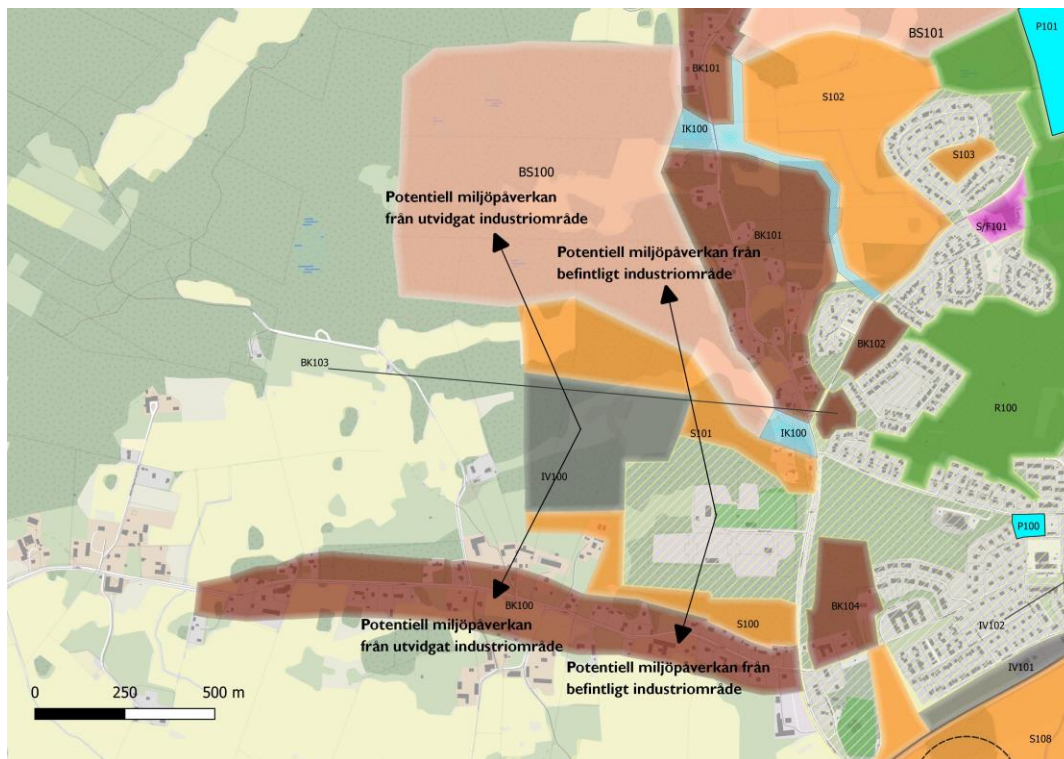 P101
BS101
BK101
S102
IK100
S103
BS100
Potentiell miljöpåverkan
från utvidgat industriområde
S/F101
BK101
Potentiell miljöpåverkan från
befintligt industriområde
BK102
BK103
R100
S101
IK100
IV100
P100
BK100
BK104
S100
IV102
Potentiell miljöpåverkan
från utvidgat industriområde
Potentiell miljöpåverkan från
befintligt industriområde
IV101
0 250 500 m
S108